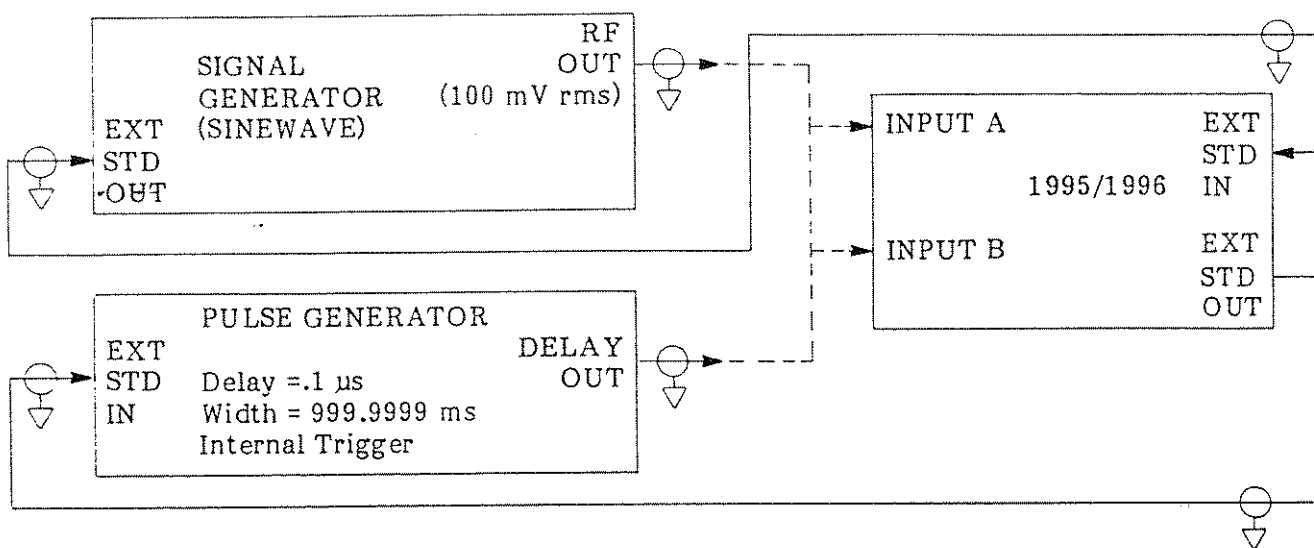 RF
SIGNAL OUT
GENERATOR (100 mV rms)
EXT (SINEWAVE)
STD
OUT
INPUT A EXT
STD
1995/1996 IN
INPUT B EXT
STD
OUT
PULSE GENERATOR
EXT DELAY
STD Delay =.1 µs OUT
IN Width = 999.9999 ms
Internal Trigger